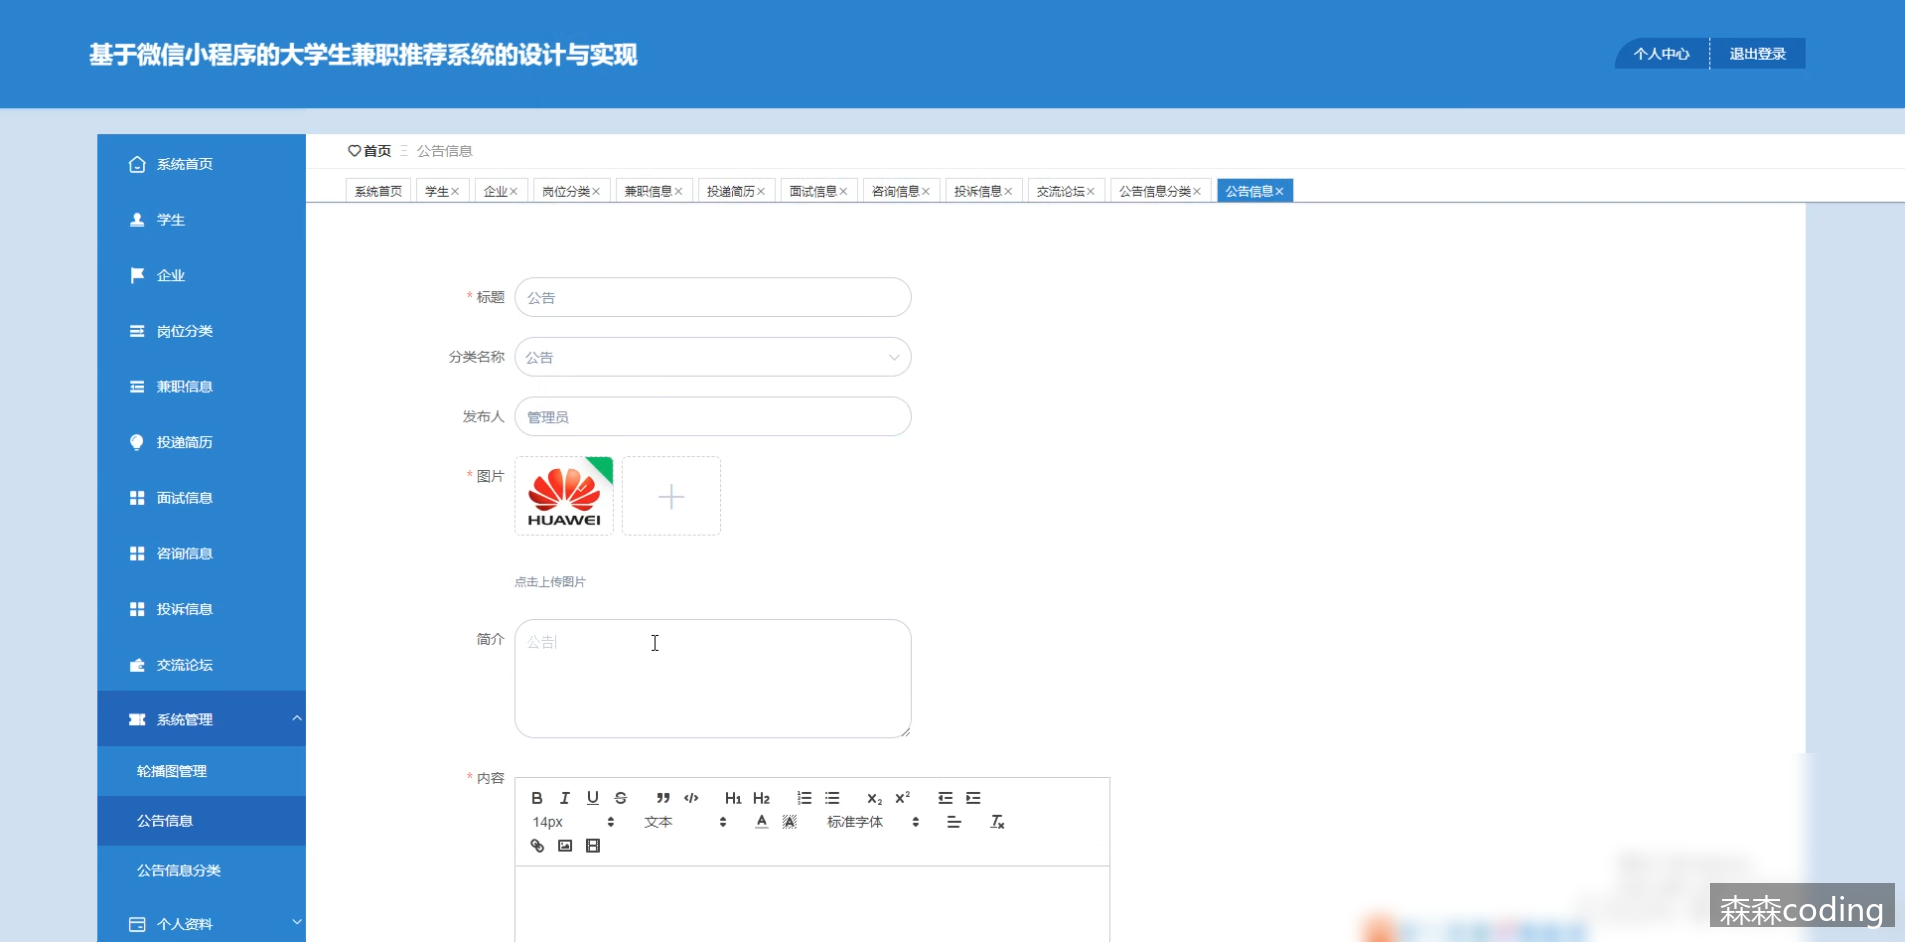 基于微信小程序的大学生兼职推荐系统的设计与实现
个人中心
退出登录
系统首页
学生
企业
岗位分类
兼职信息
投递简历
面试信息
咨询信息
投诉信息
交流论坛
系统管理
轮播图管理
公告信息
公告信息分类
个人资料
首页 公告信息
系统首页 学生 企业 岗位分类 兼职信息 投递简历 面试信息 咨询信息 投诉信息 交流论坛 公告信息分类 公告信息
* 标题 公告
分类名称 公告
发布人 管理员
* 图片
HUAWEI
点击上传图片
简介 公告
* 内容
B I U S H1 H2 x₂ x²
14px 文本 A A 标准字体 Tx
森森coding